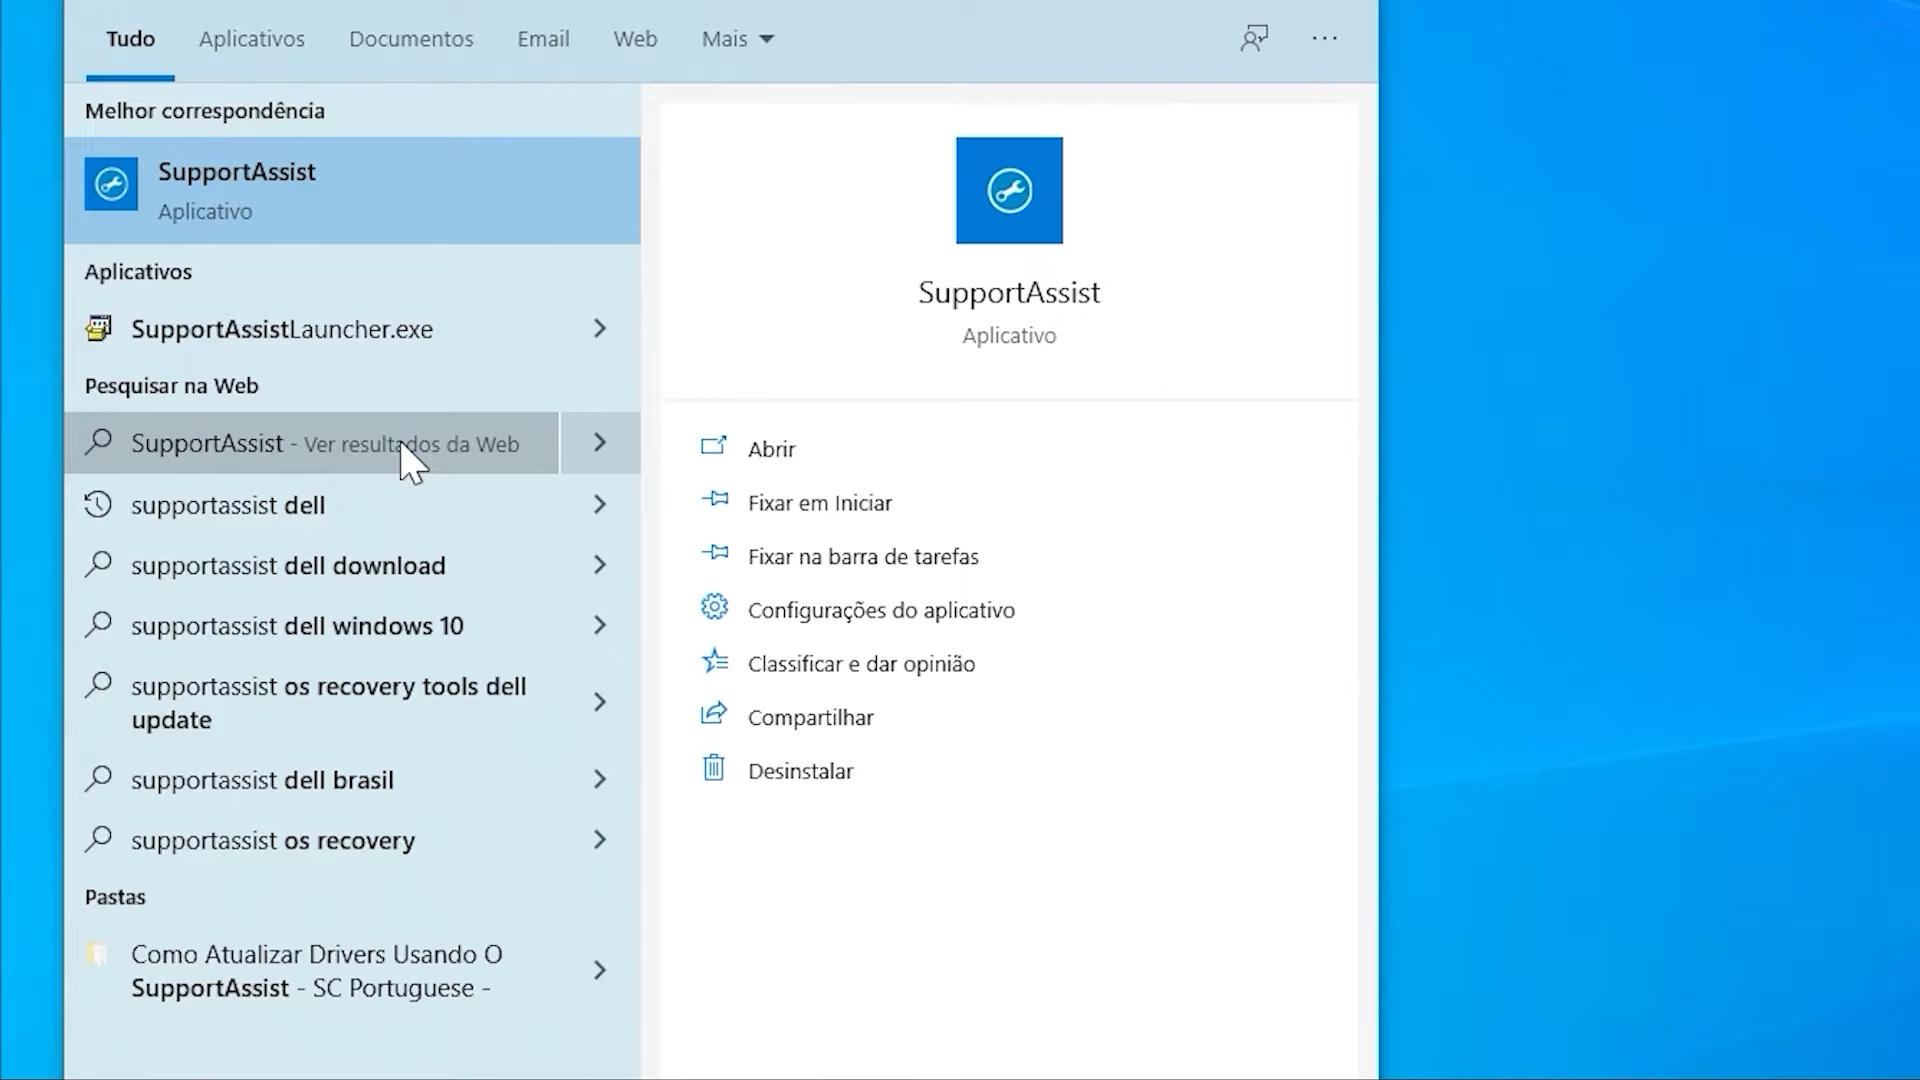 Tudo
Aplicativos
Documentos
Email
Web
Mais
Melhor correspondência
SupportAssist
Aplicativo
Aplicativos
SupportAssistLauncher.exe
Pesquisar na Web
SupportAssist - Ver resultados da Web
supportassist dell
supportassist dell download
supportassist dell windows 10
supportassist os recovery tools dell
update
supportassist dell brasil
supportassist os recovery
Pastas
Como Atualizar Drivers Usando O
SupportAssist - SC Portuguese -
SupportAssist
Aplicativo
Abrir
Fixar em Iniciar
Fixar na barra de tarefas
Configurações do aplicativo
Classificar e dar opinião
Compartilhar
Desinstalar